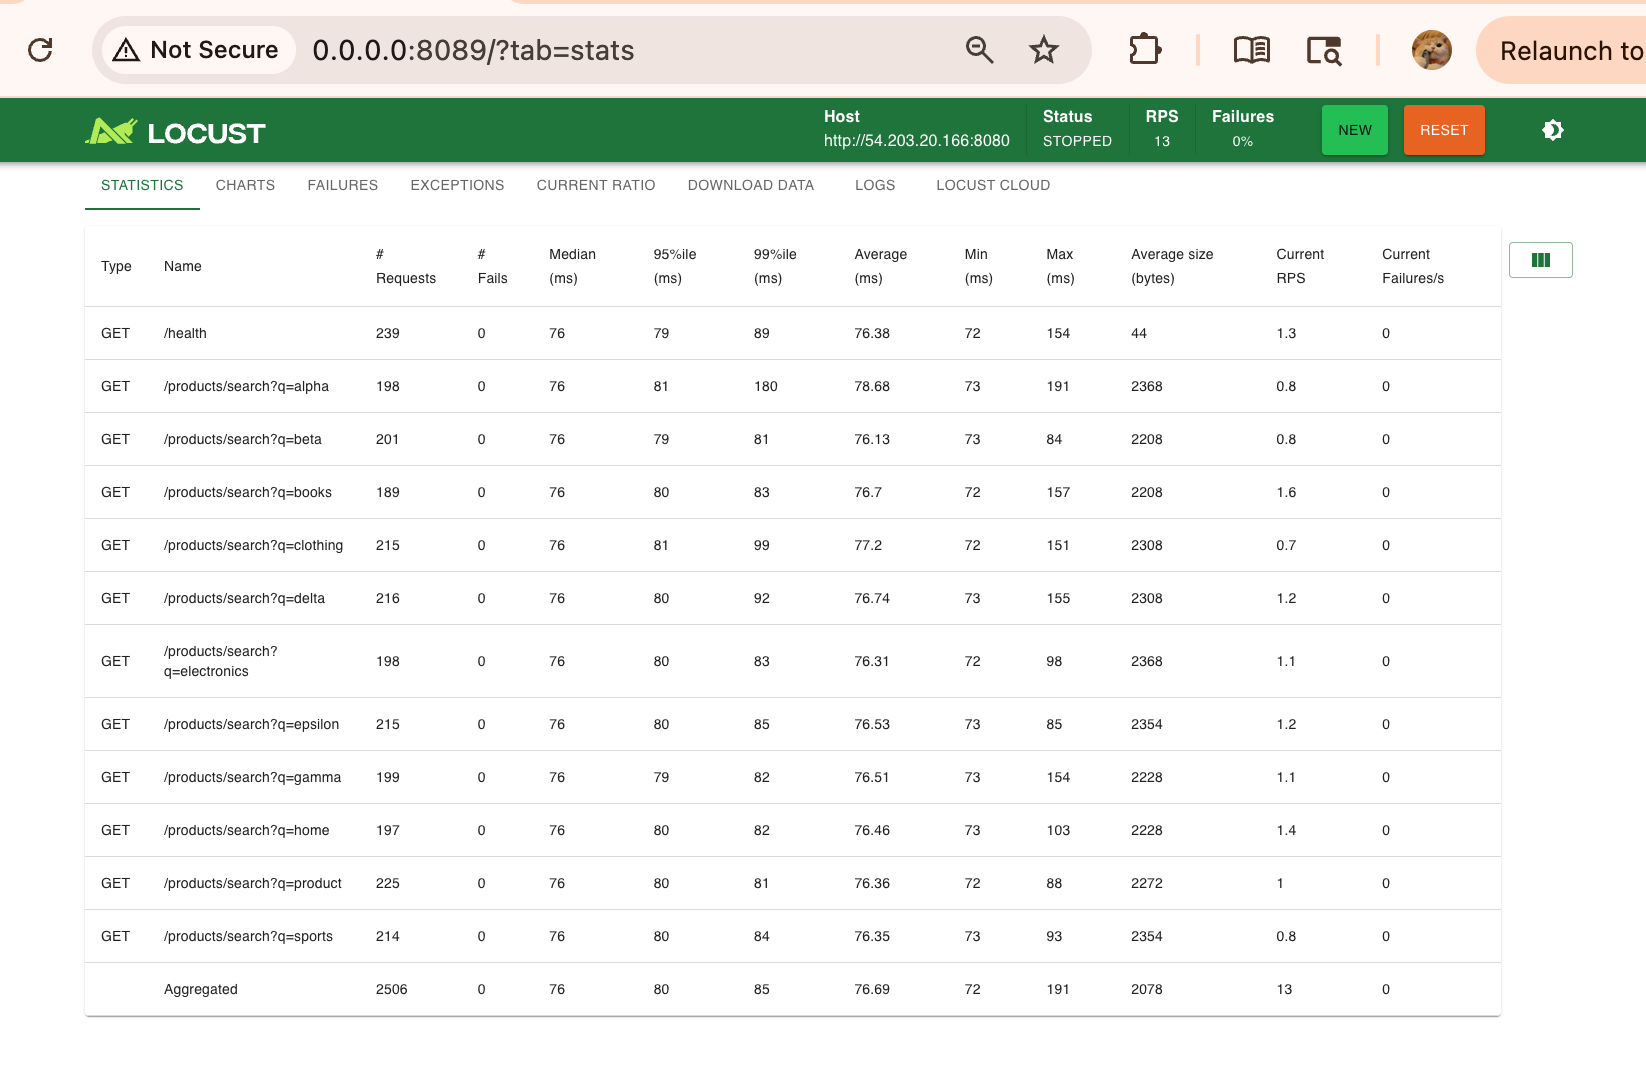 Not Secure 0.0.0.0:8089/?tab=stats Relaunch to
LOCUST
Host Status RPS Failures
http://54.203.20.166:8080 STOPPED 13 0% NEW RESET
STATISTICS CHARTS FAILURES EXCEPTIONS CURRENT RATIO DOWNLOAD DATA LOGS LOCUST CLOUD
Type Name # Requests # Fails Median (ms) 95%ile (ms) 99%ile (ms) Average (ms) Min (ms) Max (ms) Average size (bytes) Current RPS Current Failures/s
GET /health 239 0 76 79 89 76.38 72 154 44 1.3 0
GET /products/search?q=alpha 198 0 76 81 180 78.68 73 191 2368 0.8 0
GET /products/search?q=beta 201 0 76 79 81 76.13 73 84 2208 0.8 0
GET /products/search?q=books 189 0 76 80 83 76.7 72 157 2208 1.6 0
GET /products/search?q=clothing 215 0 76 81 99 77.2 72 151 2308 0.7 0
GET /products/search?q=delta 216 0 76 80 92 76.74 73 155 2308 1.2 0
GET /products/search?
q=electronics 198 0 76 80 83 76.31 72 98 2368 1.1 0
GET /products/search?q=epsilon 215 0 76 80 85 76.53 73 85 2354 1.2 0
GET /products/search?q=gamma 199 0 76 79 82 76.51 73 154 2228 1.1 0
GET /products/search?q=home 197 0 76 80 82 76.46 73 103 2228 1.4 0
GET /products/search?q=product 225 0 76 80 81 76.36 72 88 2272 1 0
GET /products/search?q=sports 214 0 76 80 84 76.35 73 93 2354 0.8 0
Aggregated 2506 0 76 80 85 76.69 72 191 2078 13 0